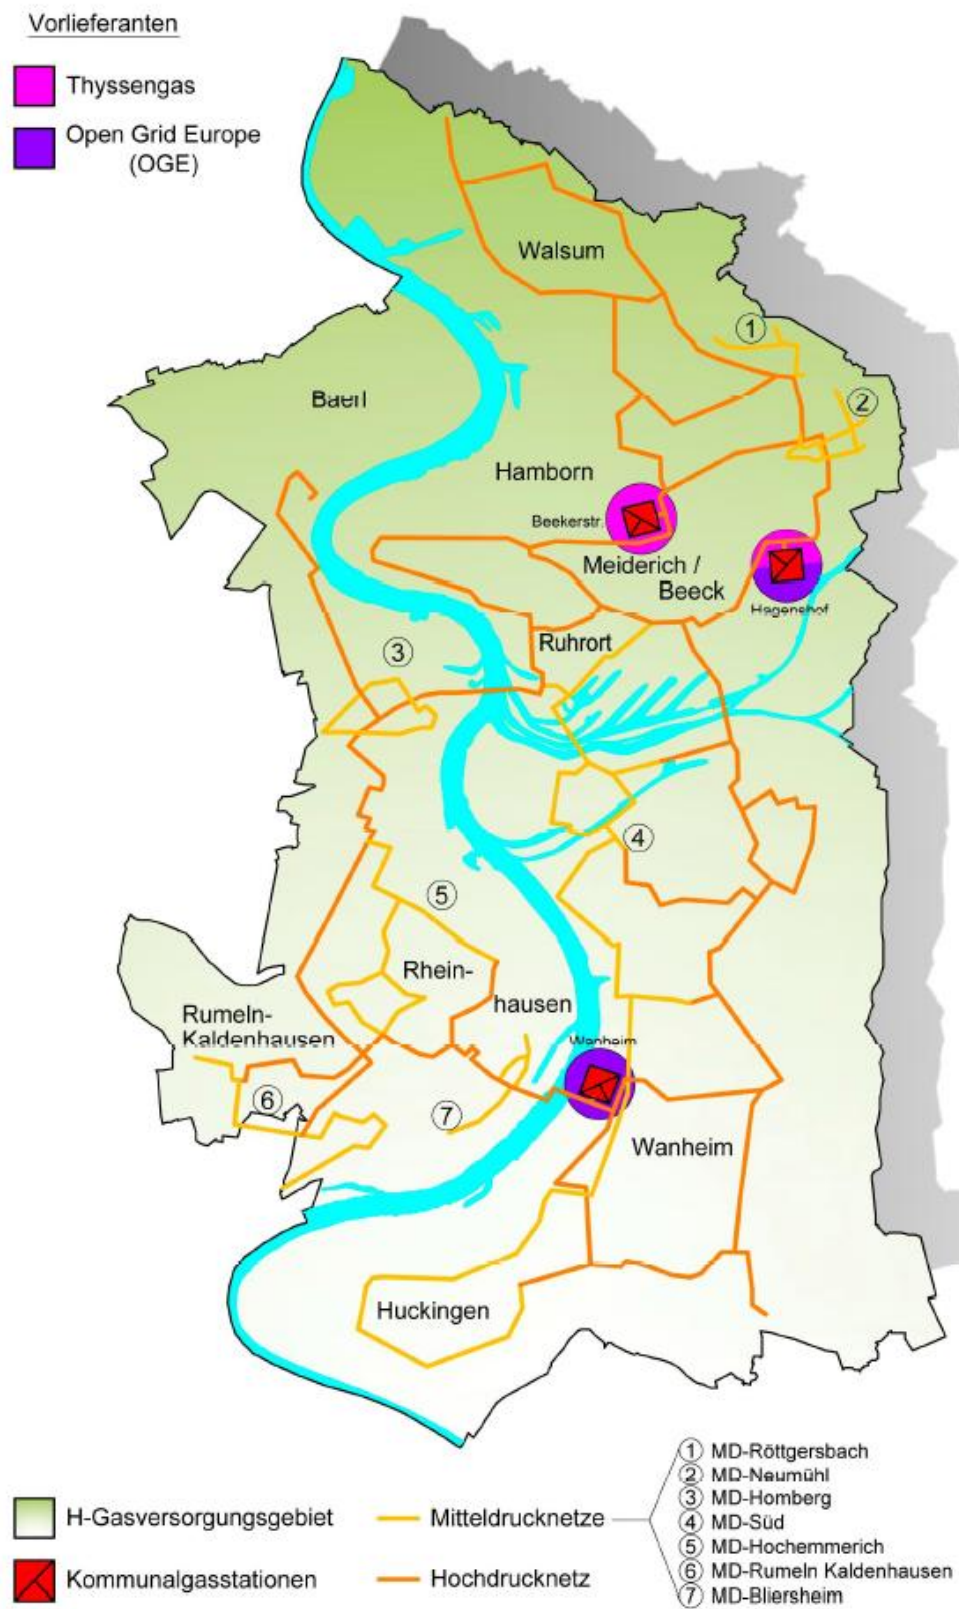 Vorlieferanten
Thyssengas
Open Grid Europe
(OGE)
Walsum
1
2
Baerl
Hamborn
Beekerstr.
Meiderich /
Beeck
Hagenshof
Ruhrort
3
4
5
Rhein-
hausen
Rumeln-
Kaldenhausen
Wanheim
6
7
Wanheim
Huckingen
H-Gasversorgungsgebiet
Kommunalgasstationen
Mitteldrucknetze
Hochdrucknetz
1 MD-Röttgersbach
2 MD-Neumühl
3 MD-Homberg
4 MD-Süd
5 MD-Hochemmerich
6 MD-Rumeln Kaldenhausen
7 MD-Bliersheim